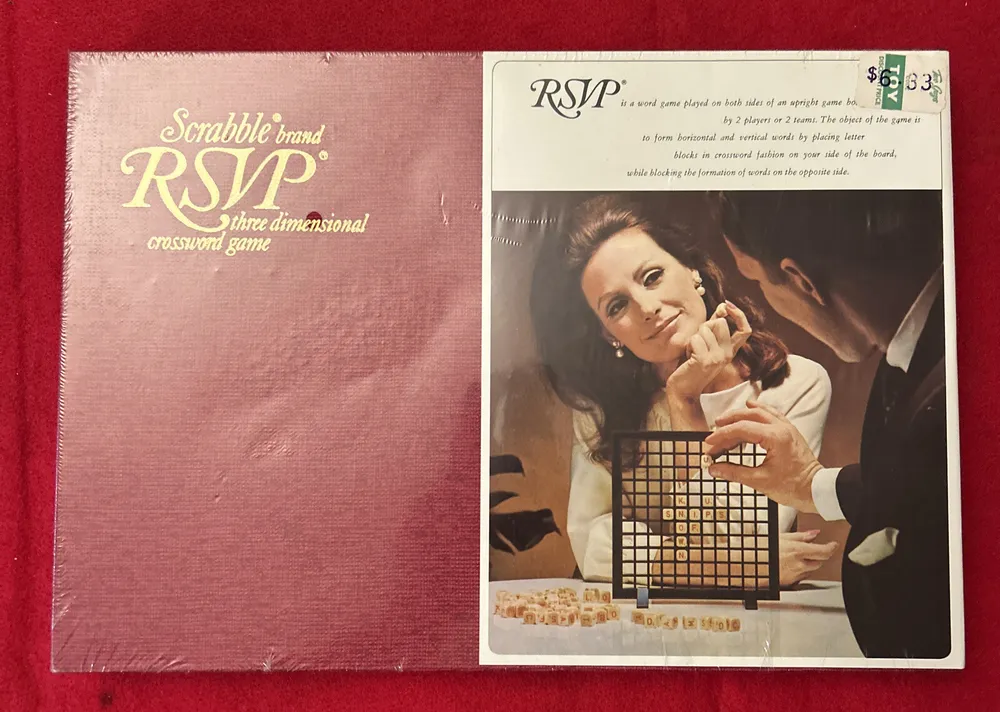 Scrabble® brand
RSVP®
three dimensional
crossword game
RSVP® is a word game played on both sides of an upright game
by 2 players or 2 teams. The object of the game is
to form horizontal and vertical words by placing letter
blocks in crossword fashion on your side of the board,
while blocking the formation of words on the opposite side.
$6.33
TOY
SNIPS